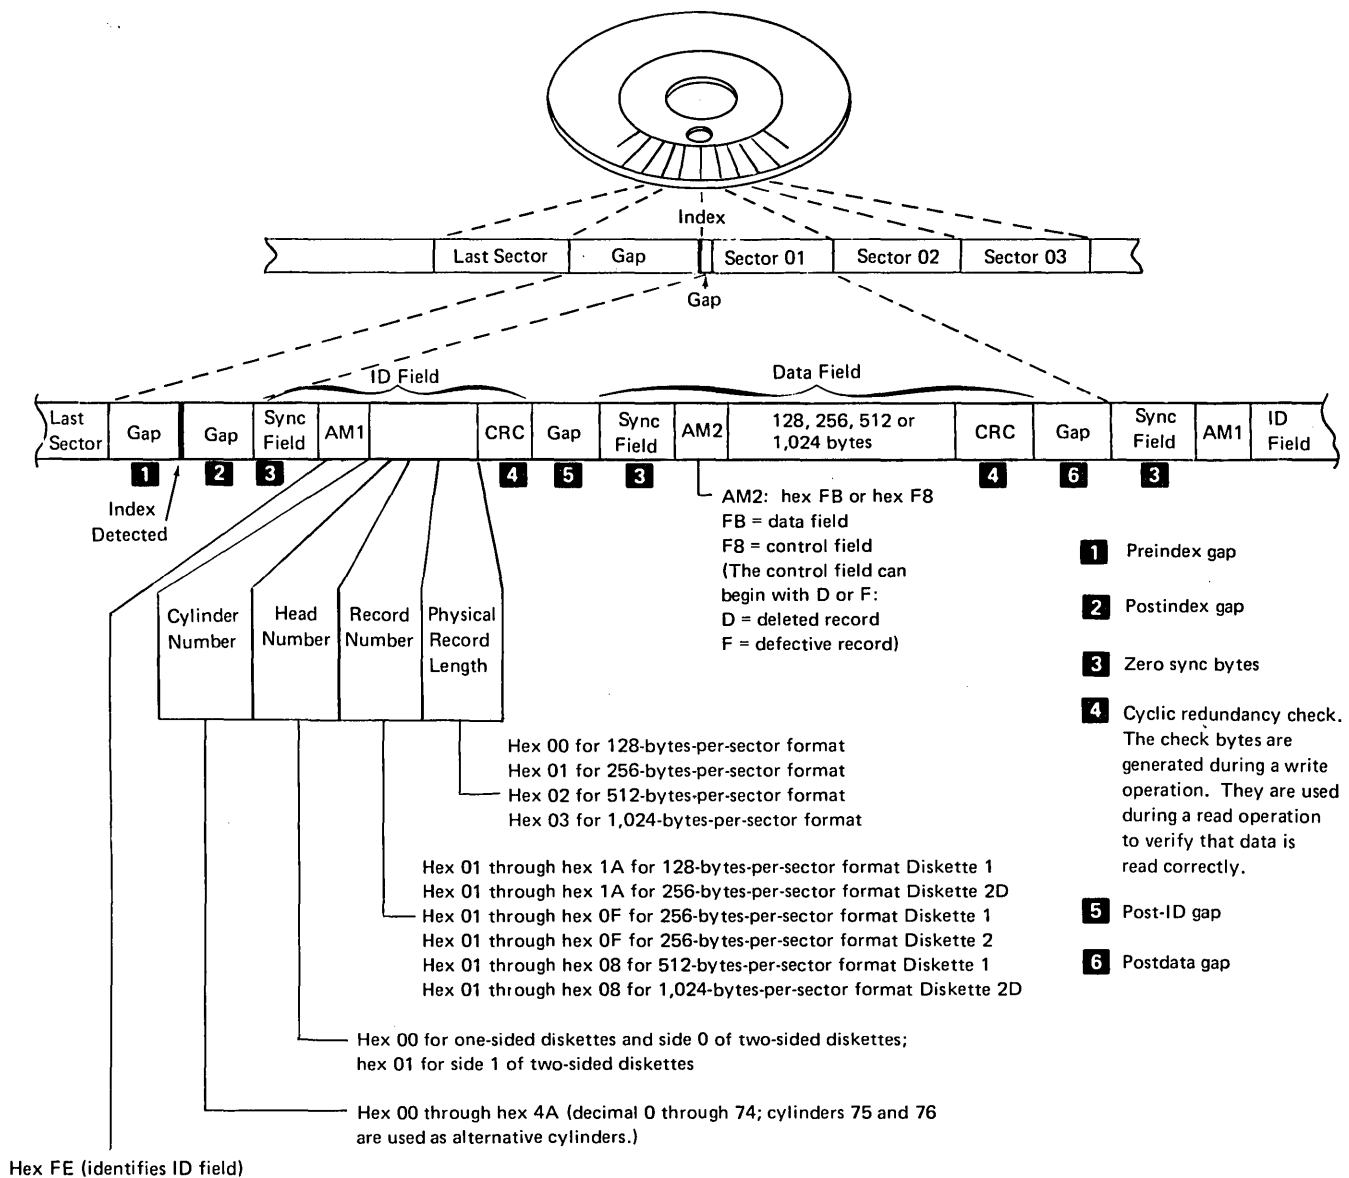 Index
Last Sector Gap Sector 01 Sector 02 Sector 03
Gap
ID Field Data Field
Last Sector
Gap
Gap
Sync Field
AM1
CRC
Gap
Sync Field
AM2
128, 256, 512 or
1,024 bytes
CRC
Gap
Sync Field
AM1
ID Field
1 2 3 4 5 3 4 6 3
Index
Detected
AM2: hex FB or hex F8
FB = data field
F8 = control field
(The control field can
begin with D or F:
D = deleted record
F = defective record)
1 Preindex gap
2 Postindex gap
3 Zero sync bytes
4 Cyclic redundancy check.
The check bytes are
generated during a write
operation. They are used
during a read operation
to verify that data is
read correctly.
5 Post-ID gap
6 Postdata gap
Cylinder
Number
Head
Number
Record
Number
Physical
Record
Length
Hex 00 for 128-bytes-per-sector format
Hex 01 for 256-bytes-per-sector format
Hex 02 for 512-bytes-per-sector format
Hex 03 for 1,024-bytes-per-sector format
Hex 01 through hex 1A for 128-bytes-per-sector format Diskette 1
Hex 01 through hex 1A for 256-bytes-per-sector format Diskette 2D
Hex 01 through hex 0F for 256-bytes-per-sector format Diskette 1
Hex 01 through hex 0F for 256-bytes-per-sector format Diskette 2
Hex 01 through hex 08 for 512-bytes-per-sector format Diskette 1
Hex 01 through hex 08 for 1,024-bytes-per-sector format Diskette 2D
Hex 00 for one-sided diskettes and side 0 of two-sided diskettes;
hex 01 for side 1 of two-sided diskettes
Hex 00 through hex 4A (decimal 0 through 74; cylinders 75 and 76
are used as alternative cylinders.)
Hex FE (identifies ID field)